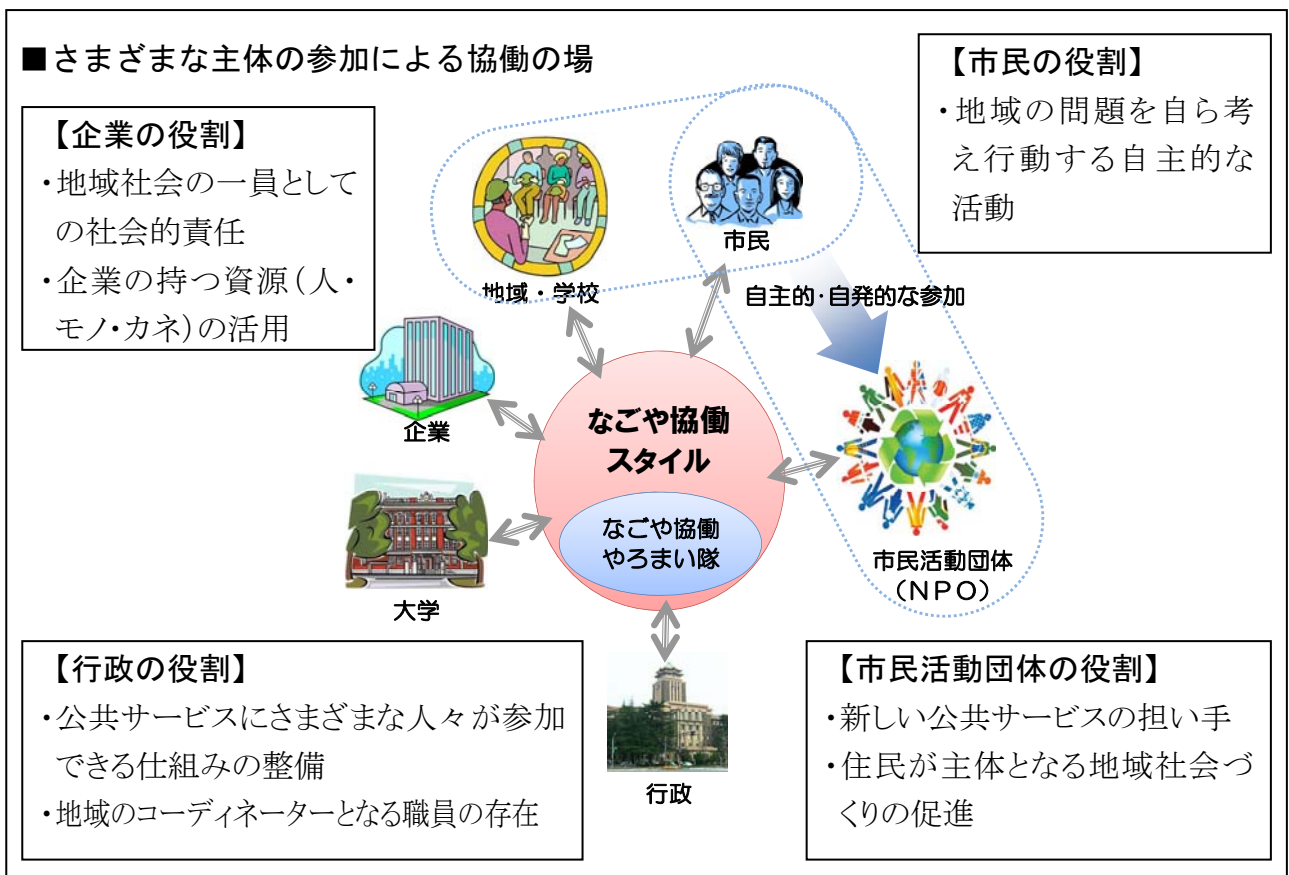 ■さまざまな主体の参加による協働の場
【企業の役割】
・地域社会の一員として
の社会的責任
・企業の持つ資源(人・
モノ・カネ)の活用
【市民の役割】
・地域の問題を自ら考
え行動する自主的な
活動
市民
地域・学校
自主的・自発的な参加
企業
なごや協働
スタイル
なごや協働
やろまい隊
大学
市民活動団体
(NPO)
行政
【行政の役割】
・公共サービスにさまざまな人々が参加
できる仕組みの整備
・地域のコーディネーターとなる職員の存在
【市民活動団体の役割】
・新しい公共サービスの担い手
・住民が主体となる地域社会づ
くりの促進